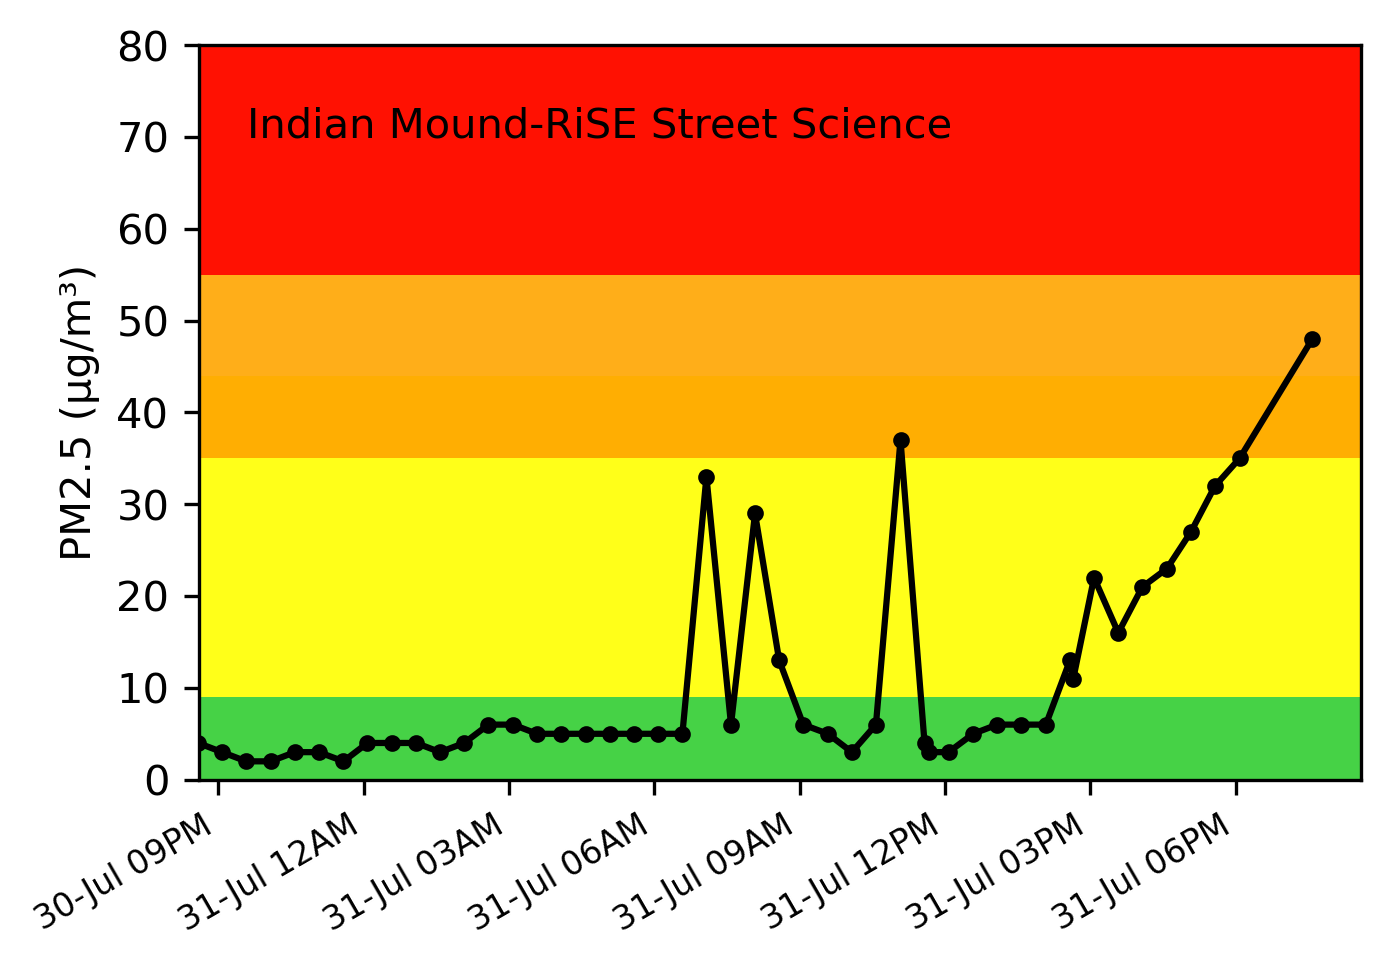 Indian Mound-RiSE Street Science
PM2.5 (µg/m³)
80
70
60
50
40
30
20
10
0
30-Jul 09PM
31-Jul 12AM
31-Jul 03AM
31-Jul 06AM
31-Jul 09AM
31-Jul 12PM
31-Jul 03PM
31-Jul 06PM